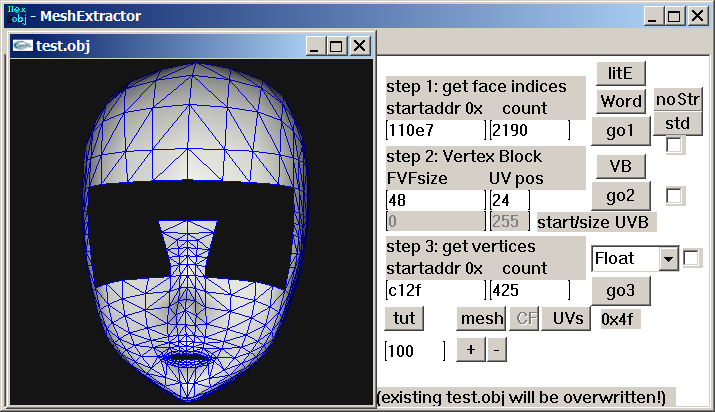 Hex
obj - MeshExtractor
test.obj
litE
step 1: get face indices
startaddr 0x count
Word noStr
110e7 2190 go1 std
step 2: Vertex Block
VB
FVFsize UV pos
48 24 go2
0 255 start/size UVB
step 3: get vertices
startaddr 0x count
Float
c12f 425 go3
tut mesh CF UVs 0x4f
100 + -
(existing test.obj will be overwritten!)